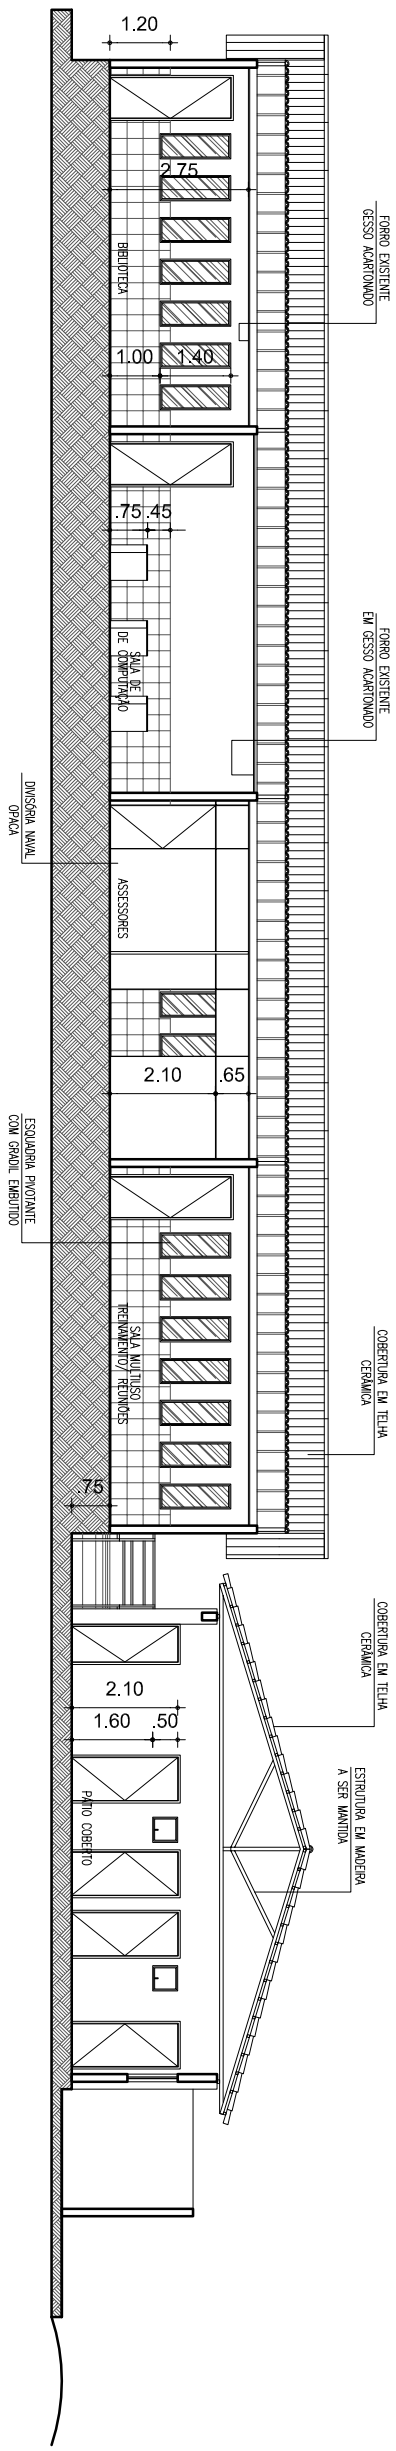 FORRO EXISTENTE
GESSO ACARTONADO
FORRO EXISTENTE
EM GESSO ACARTONADO
COBERTURA EM TELHA
CERÂMICA
COBERTURA EM TELHA
CERÂMICA
ESTRUTURA EM MADEIRA
A SER MANTIDA
1.20
2.75
BIBLIOTECA
1.00
1.40
.75
.45
SALA DE
DE COMPUTAÇÃO
ASSESSORES
2.10
.65
SALA MULTIUSO
TREINAMENTO/ REUNIÕES
.75
2.10
1.60
.50
PÁTIO COBERTO
DIVISÓRIA NAVAL
OPACA
ESQUADRIA PIVOTANTE
COM GRADIL EMBUTIDO